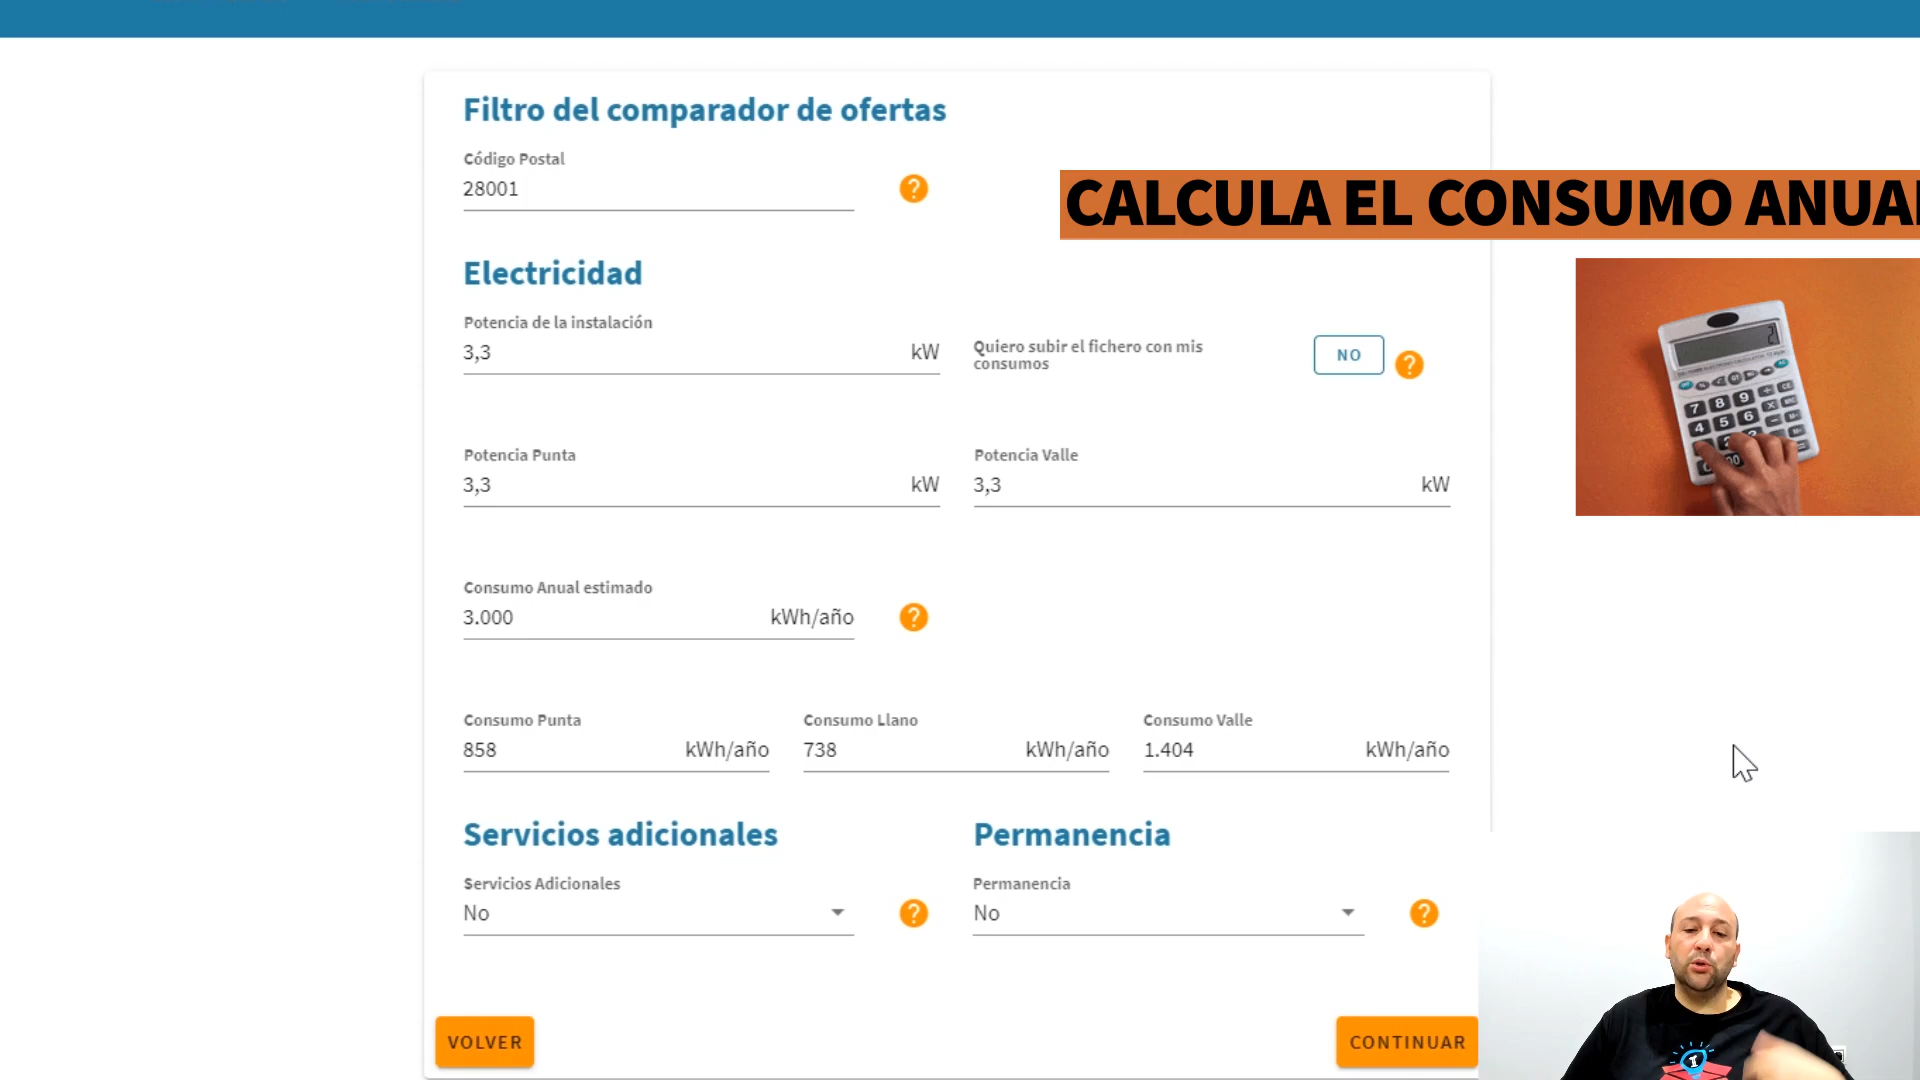 Filtro del comparador de ofertas
Código Postal
28001
?
CALCULA EL CONSUMO ANUAL
Electricidad
Potencia de la instalación
3,3 kW
Quiero subir el fichero con mis
consumos
NO
?
Potencia Punta
3,3 kW
Potencia Valle
3,3 kW
Consumo Anual estimado
3.000 kWh/año
?
Consumo Punta
858 kWh/año
Consumo Llano
738 kWh/año
Consumo Valle
1.404 kWh/año
Servicios adicionales
Servicios Adicionales
No
?
Permanencia
Permanencia
No
?
VOLVER
CONTINUAR